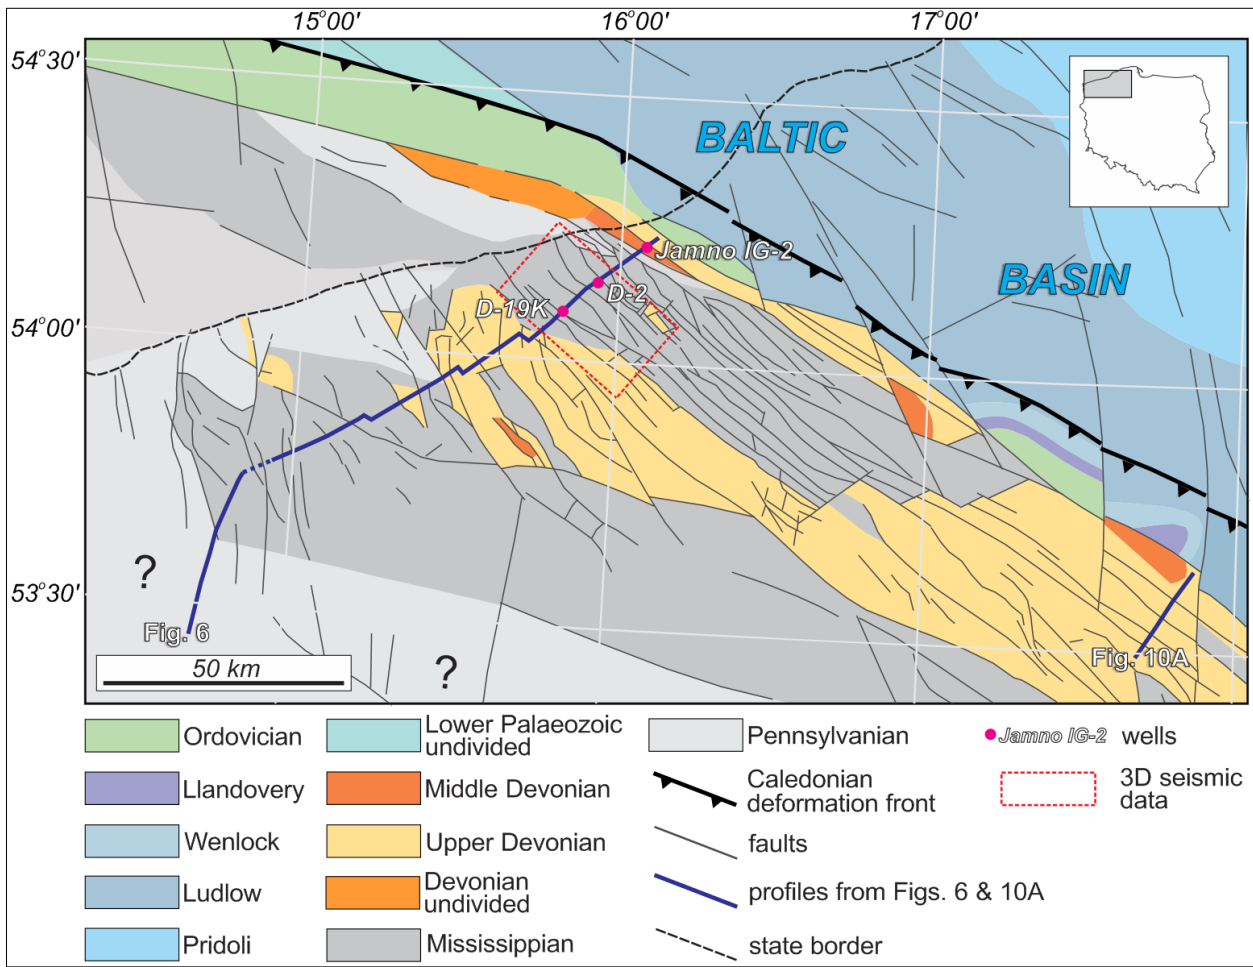 15°00'
16°00'
17°00'
54°30'
BALTIC
Jamno IG-2
BASIN
D-2
D-19K
54°00'
?
53°30'
Fig. 6
Fig. 10A
50 km
?
Ordovician
Lower Palaeozoic
undivided
Pennsylvanian
Jamno IG-2 wells
Llandovery
Middle Devonian
Caledonian
deformation front
3D seismic
data
Wenlock
Upper Devonian
faults
Ludlow
Devonian
undivided
profiles from Figs. 6 & 10A
Pridoli
Mississippian
state border